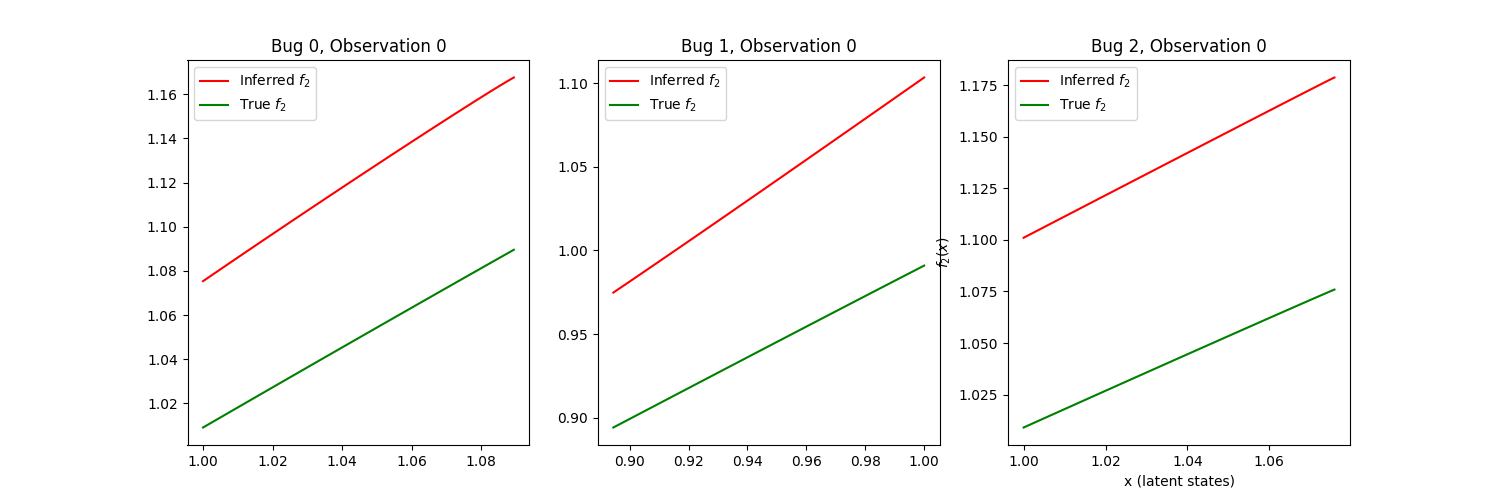 Bug 0, Observation 0
Inferred f₂
True f₂
1.16
1.14
1.12
1.10
1.08
1.06
1.04
1.02
1.00 1.02 1.04 1.06 1.08
Bug 1, Observation 0
Inferred f₂
True f₂
1.10
1.05
1.00
0.95
0.90
0.90 0.92 0.94 0.96 0.98 1.00
Bug 2, Observation 0
Inferred f₂
True f₂
f₂(x)
1.175
1.150
1.125
1.100
1.075
1.050
1.025
1.00 1.02 1.04 1.06
x (latent states)